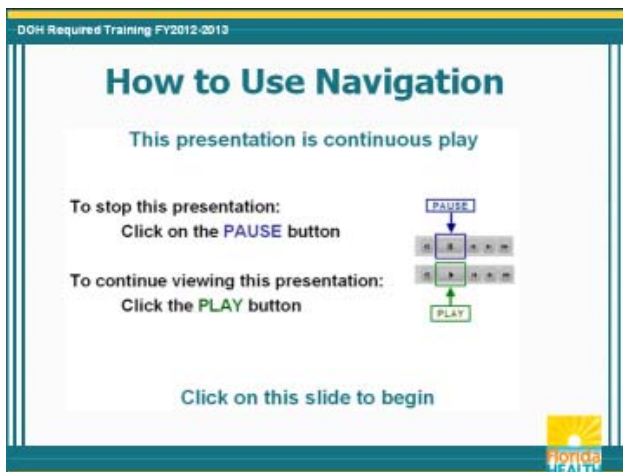 DOH Required Training FY2012-2013
How to Use Navigation
This presentation is continuous play
To stop this presentation:
Click on the PAUSE button
PAUSE
To continue viewing this presentation:
Click the PLAY button
PLAY
Click on this slide to begin
Florida
HEALTH